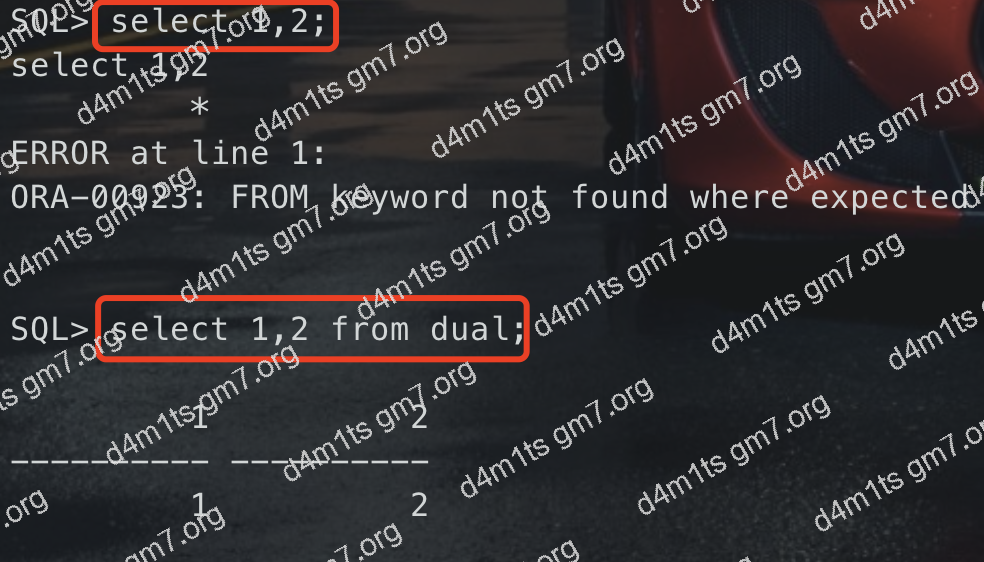 SQL> select 1,2;
select 1,2
         *
ERROR at line 1:
ORA-00923: FROM keyword not found where expected
SQL> select 1,2 from dual;
         1          2
---------- ----------
         1          2
d4m1ts gm7.org